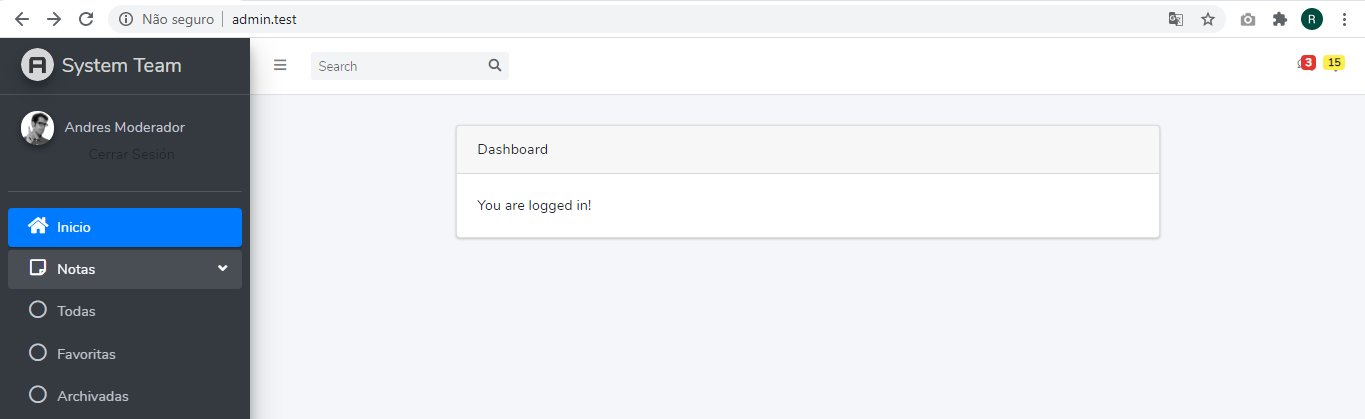 Não seguro admin.test
R
System Team
Search
3
15
Andres Moderador
Cerrar Sesión
Dashboard
You are logged in!
Inicio
Notas
Todas
Favoritas
Archivadas